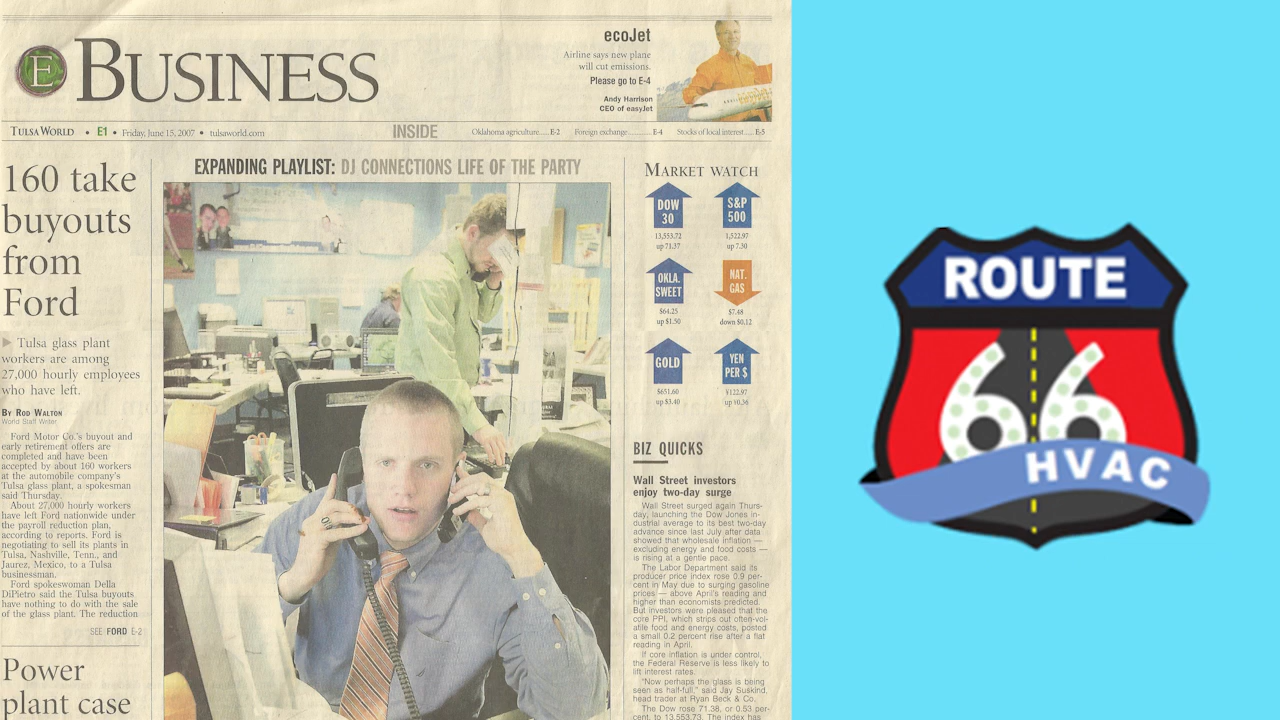 E BUSINESS
ecoJet
Airline says new plane
will cut emissions.
Please go to E-4
Andy Harrison
CEO of easyJet
TULSA WORLD • E1 • Friday, June 15, 2007 • tulsaworld.com
INSIDE
Oklahoma agriculture..... E-2
Foreign exchange........... E-4
Stocks of local interest..... E-5
160 take
buyouts
from
Ford
Tulsa glass plant
workers are among
27,000 hourly employees
who have left.
BY ROD WALTON
World Staff Writer
Ford Motor Co.'s buyout and
early retirement offers are
completed and have been
accepted by about 160 workers
at the automobile company's
Tulsa glass plant, a spokesman
said Thursday.
About 27,000 hourly workers
have left Ford nationwide under
the payroll reduction plan,
according to reports. Ford is
negotiating to sell its plants in
Tulsa, Nashville, Tenn., and
Jaurez, Mexico, to a Tulsa
businessman.
Ford spokeswoman Della
DiPietro said the Tulsa buyouts
have nothing to do with the sale
of the glass plant. The reduction
SEE FORD E-2
Power
plant case
EXPANDING PLAYLIST: DJ CONNECTIONS LIFE OF THE PARTY
MARKET WATCH
DOW
30
13,553.72
up 71.37
S&P
500
1,522.97
up 7.30
OKLA.
SWEET
$64.25
up $1.50
NAT.
GAS
$7.48
down $0.12
GOLD
$651.60
up $3.40
YEN
PER $
¥122.97
up ¥0.36
BIZ QUICKS
Wall Street investors
enjoy two-day surge
Wall Street surged again Thurs-
day, launching the Dow Jones in-
dustrial average to its best two-day
advance since last July after data
showed that wholesale inflation —
excluding energy and food costs —
is rising at a gentle pace.
The Labor Department said its
producer price index rose 0.9 per-
cent in May due to surging gasoline
prices — above April's reading and
higher than economists predicted.
But investors were pleased that the
core PPI, which strips out often-vol-
atile food and energy costs, posted
a small 0.2 percent rise after a flat
reading in April.
If core inflation is under control,
the Federal Reserve is less likely to
lift interest rates.
"Now perhaps the glass is being
seen as half-full," said Jay Suskind,
head trader at Ryan Beck & Co.
The Dow rose 71.38, or 0.53 per-
cent, to 13,553.73. The index has
ROUTE
66
HVAC